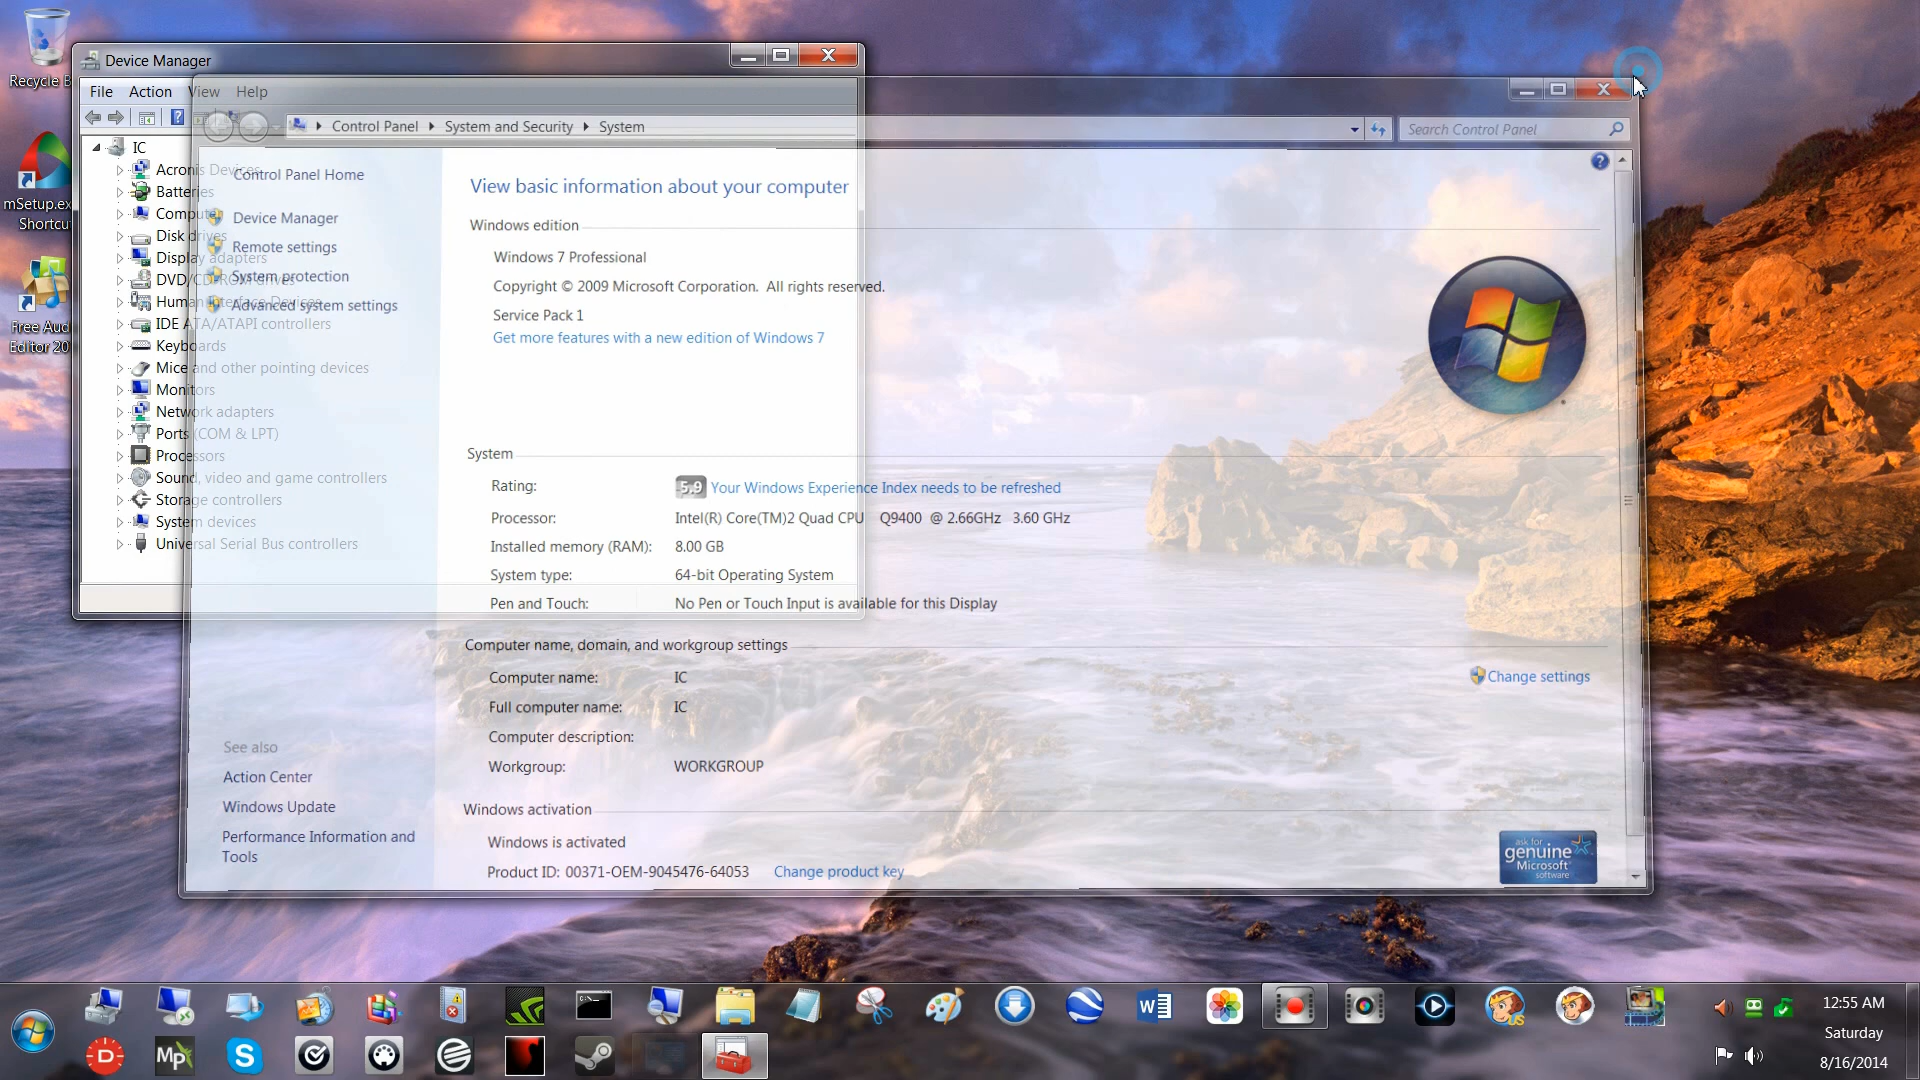 Recycle B
mSetup.ex
Shortcu
Free Aud
Editor 20
Device Manager
File Action View Help
IC
Acronis Devices
Batteries
Computer
Disk drives
Display adapters
DVD/CD-ROM drives
Human Interface Devices
IDE ATA/ATAPI controllers
Keyboards
Mice and other pointing devices
Monitors
Network adapters
Ports (COM & LPT)
Processors
Sound, video and game controllers
Storage controllers
System devices
Universal Serial Bus controllers
Control Panel System and Security System
Search Control Panel
Control Panel Home
Device Manager
Remote settings
System protection
Advanced system settings
See also
Action Center
Windows Update
Performance Information and
Tools
View basic information about your computer
Windows edition
Windows 7 Professional
Copyright © 2009 Microsoft Corporation. All rights reserved.
Service Pack 1
Get more features with a new edition of Windows 7
System
Rating: 5.9 Your Windows Experience Index needs to be refreshed
Processor: Intel(R) Core(TM)2 Quad CPU Q9400 @ 2.66GHz 3.60 GHz
Installed memory (RAM): 8.00 GB
System type: 64-bit Operating System
Pen and Touch: No Pen or Touch Input is available for this Display
Computer name, domain, and workgroup settings
Computer name: IC
Change settings
Full computer name: IC
Computer description:
Workgroup: WORKGROUP
Windows activation
Windows is activated
Product ID: 00371-OEM-9045476-64053 Change product key
ask for
genuine
Microsoft
software
12:55 AM
Saturday
8/16/2014